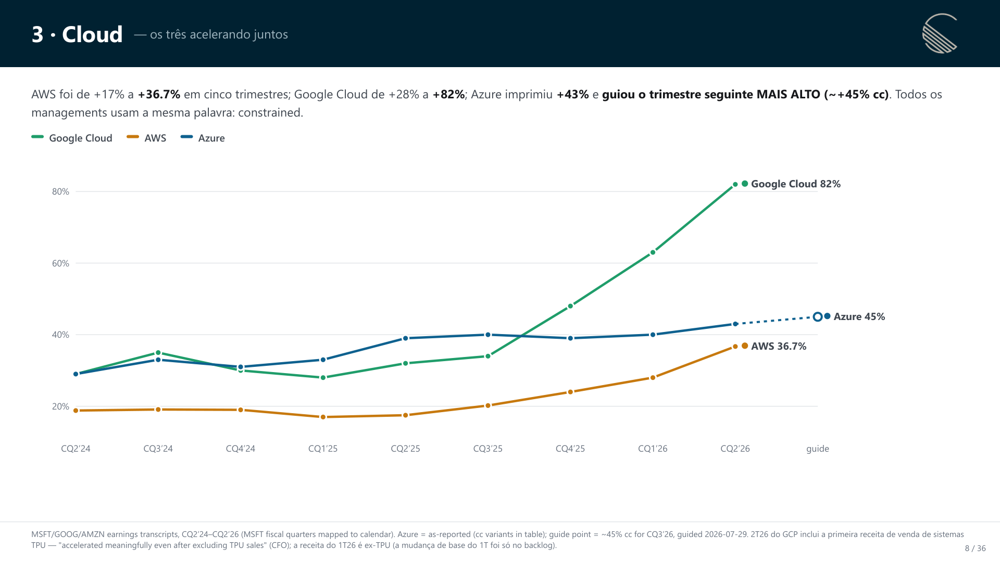 3 · Cloud — os três acelerando juntos
AWS foi de +17% a +36.7% em cinco trimestres; Google Cloud de +28% a +82%; Azure imprimiu +43% e guiou o trimestre seguinte MAIS ALTO (~+45% cc). Todos os
managements usam a mesma palavra: constrained.
Google Cloud AWS Azure
80%
60%
40%
20%
Google Cloud 82%
Azure 45%
AWS 36.7%
CQ2’24 CQ3’24 CQ4’24 CQ1’25 CQ2’25 CQ3’25 CQ4’25 CQ1’26 CQ2’26 guide
MSFT/GOOG/AMZN earnings transcripts, CQ2’24–CQ2’26 (MSFT fiscal quarters mapped to calendar). Azure = as-reported (cc variants in table); guide point = ~45% cc for CQ3’26, guided 2026-07-29. 2T26 do GCP inclui a primeira receita de venda de sistemas
TPU — "accelerated meaningfully even after excluding TPU sales" (CFO); a receita do 1T26 é ex-TPU (a mudança de base do 1T foi só no backlog).
8 / 36